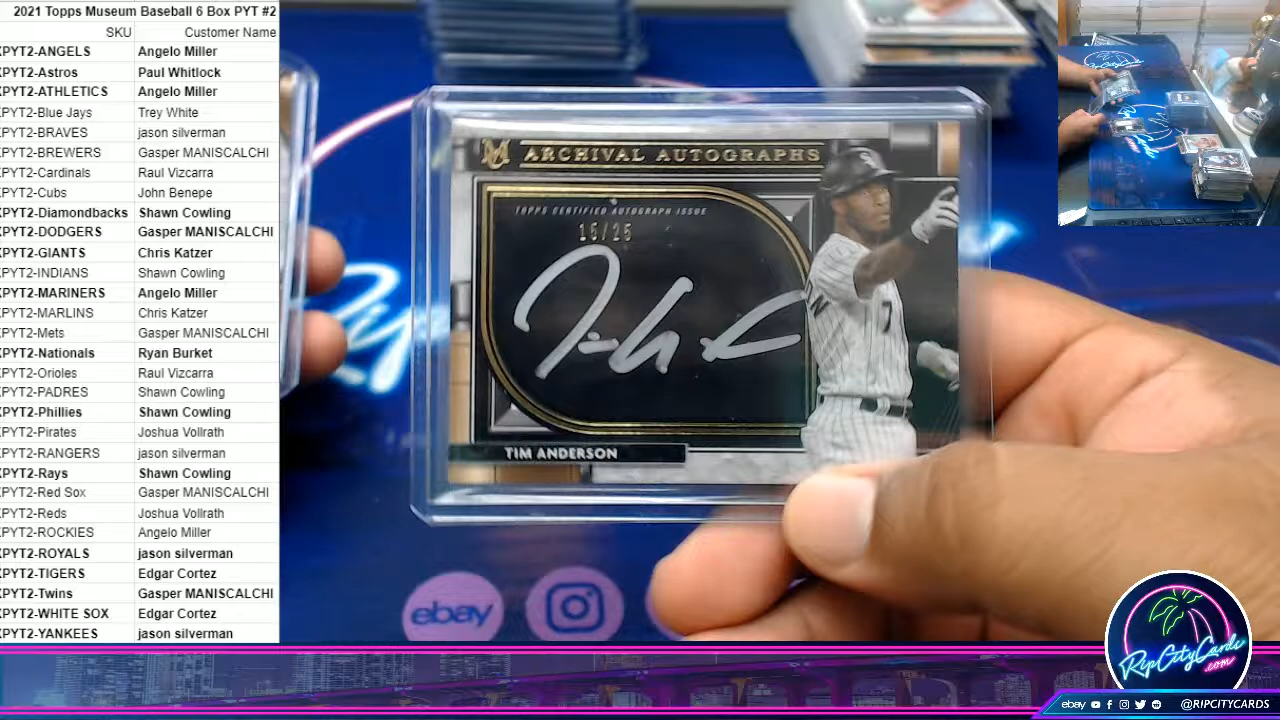 2021 Topps Museum Baseball 6 Box PYT #2
SKU Customer Name
PYT2-ANGELS Angelo Miller
PYT2-Astros Paul Whitlock
PYT2-ATHLETICS Angelo Miller
PYT2-Blue Jays Trey White
PYT2-BRAVES jason silverman
PYT2-BREWERS Gasper MANISCALCHI
PYT2-Cardinals Raul Vizcarra
PYT2-Cubs John Benepe
PYT2-Diamondbacks Shawn Cowling
PYT2-DODGERS Gasper MANISCALCHI
PYT2-GIANTS Chris Katzer
PYT2-INDIANS Shawn Cowling
PYT2-MARINERS Angelo Miller
PYT2-MARLINS Chris Katzer
PYT2-Mets Gasper MANISCALCHI
PYT2-Nationals Ryan Burket
PYT2-Orioles Raul Vizcarra
PYT2-PADRES Shawn Cowling
PYT2-Phillies Shawn Cowling
PYT2-Pirates Joshua Vollrath
PYT2-RANGERS jason silverman
PYT2-Rays Shawn Cowling
PYT2-Red Sox Gasper MANISCALCHI
PYT2-Reds Joshua Vollrath
PYT2-ROCKIES Angelo Miller
PYT2-ROYALS jason silverman
PYT2-TIGERS Edgar Cortez
PYT2-Twins Gasper MANISCALCHI
PYT2-WHITE SOX Edgar Cortez
PYT2-YANKEES jason silverman
M ARCHIVAL AUTOGRAPHS
TOPPS CERTIFIED AUTOGRAPH ISSUE
15/25
7
TIM ANDERSON
ebay
RipCityCards
.com
ebay @RIPCITYCARDS